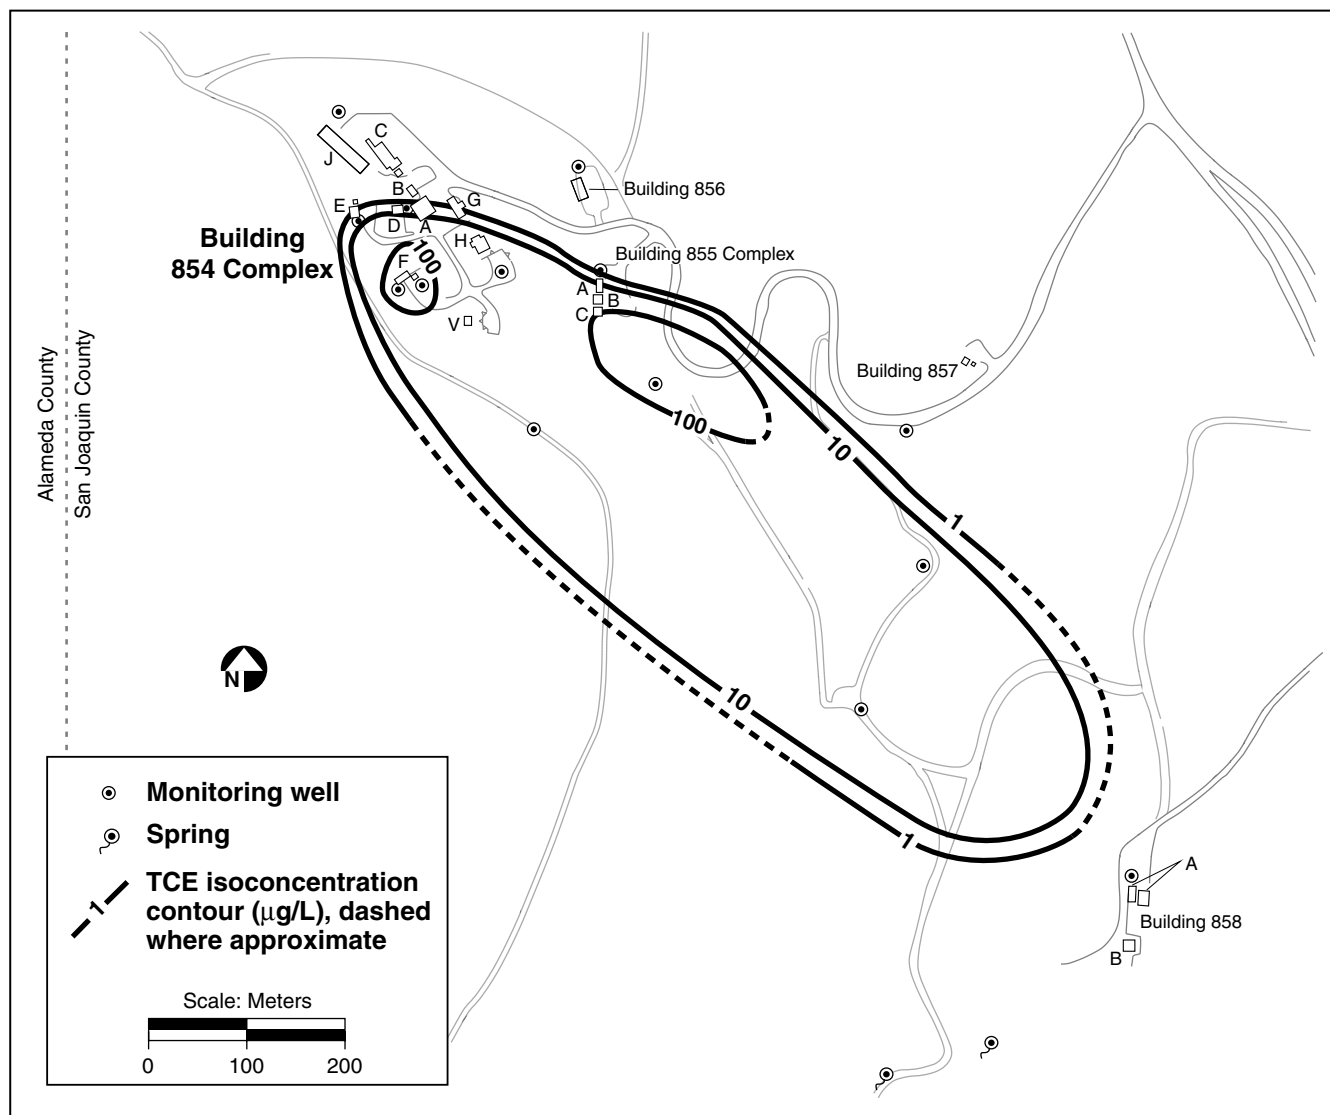 C
J
B
Building 856
E
G
D
A
Building
854 Complex
H
100
Building 855 Complex
F
A
B
C
V
Building 857
100
10
1
Alameda County
San Joaquin County
N
10
1
Monitoring well
Spring
1
TCE isoconcentration
contour (µg/L), dashed
where approximate
A
Building 858
B
Scale: Meters
0 100 200